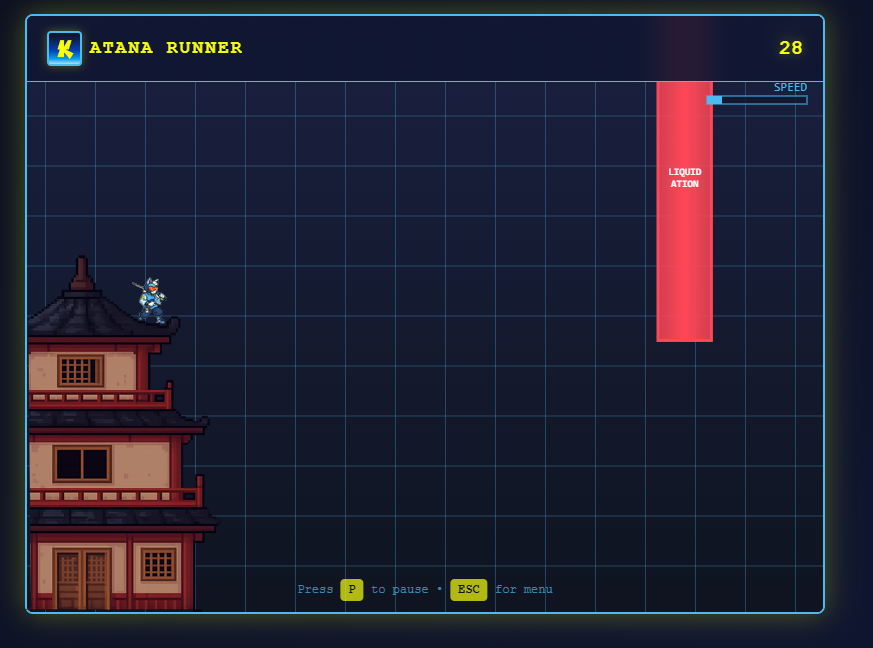 K ATANA RUNNER
28
SPEED
LIQUID
ATION
Press P to pause • ESC for menu